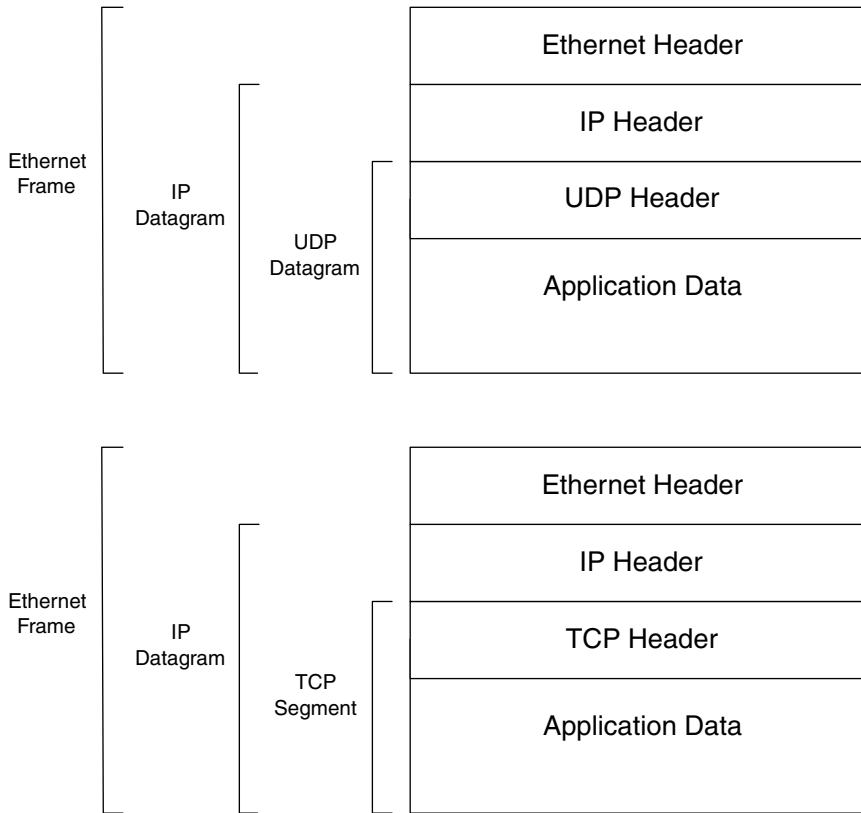 Ethernet Header
IP Header
Ethernet
Frame
IP
Datagram
UDP Header
UDP
Datagram
Application Data
Ethernet Header
IP Header
Ethernet
Frame
IP
Datagram
TCP Header
TCP
Segment
Application Data